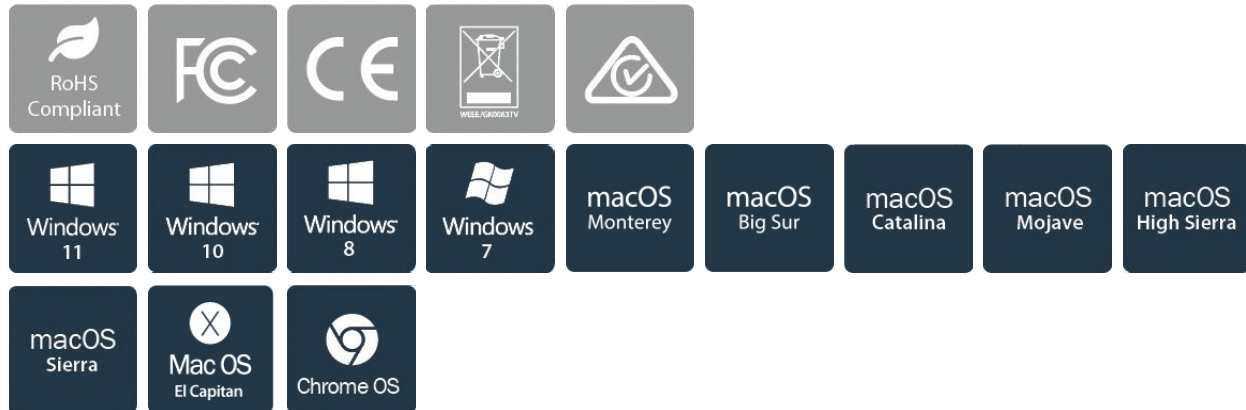 RoHS
Compliant
FC
CE
WEEE/GK0083TV
Windows
11
Windows
10
Windows
8
Windows
7
macOS
Monterey
macOS
Big Sur
macOS
Catalina
macOS
Mojave
macOS
High Sierra
macOS
Sierra
X
Mac OS
El Capitan
Chrome OS